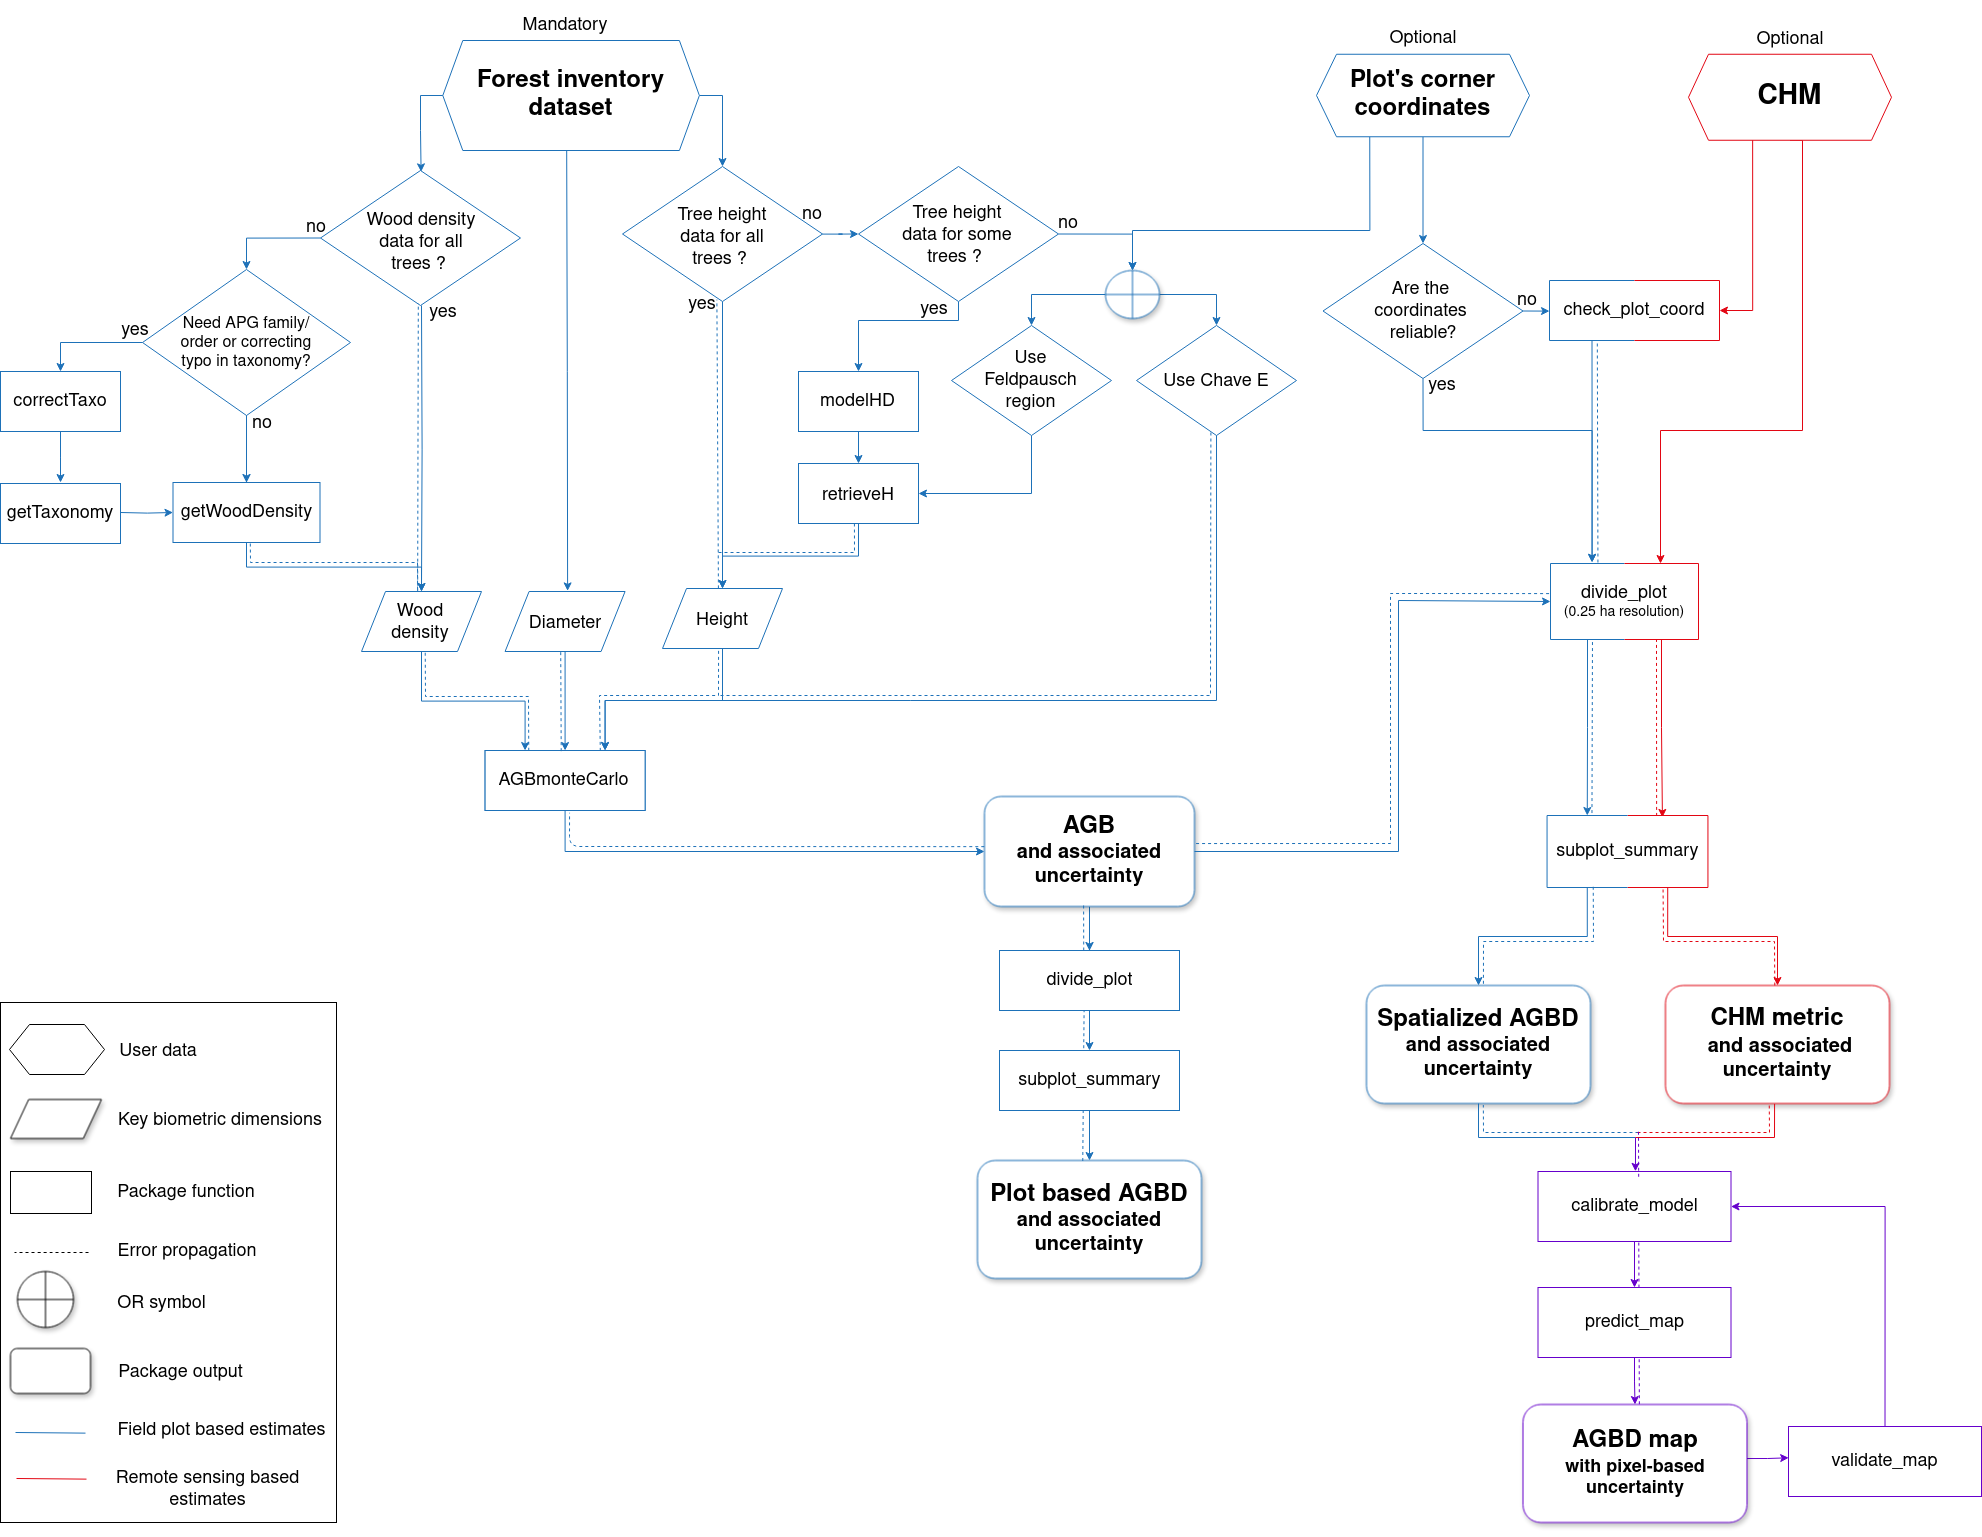 Mandatory
Forest inventory
dataset
Optional
Plot's corner
coordinates
Optional
CHM
Wood density
data for all
trees ?
no
yes
Tree height
data for all
trees ?
no
yes
Tree height
data for some
trees ?
no
yes
Need APG family/
order or correcting
typo in taxonomy?
yes
no
Are the
coordinates
reliable?
no
yes
check_plot_coord
correctTaxo
getTaxonomy
getWoodDensity
modelHD
retrieveH
Use
Feldpausch
region
Use Chave E
Wood
density
Diameter
Height
divide_plot
(0.25 ha resolution)
AGBmonteCarlo
AGB
and associated
uncertainty
subplot_summary
divide_plot
subplot_summary
Plot based AGBD
and associated
uncertainty
Spatialized AGBD
and associated
uncertainty
CHM metric
and associated
uncertainty
calibrate_model
predict_map
AGBD map
with pixel-based
uncertainty
validate_map
User data
Key biometric dimensions
Package function
Error propagation
OR symbol
Package output
Field plot based estimates
Remote sensing based
estimates